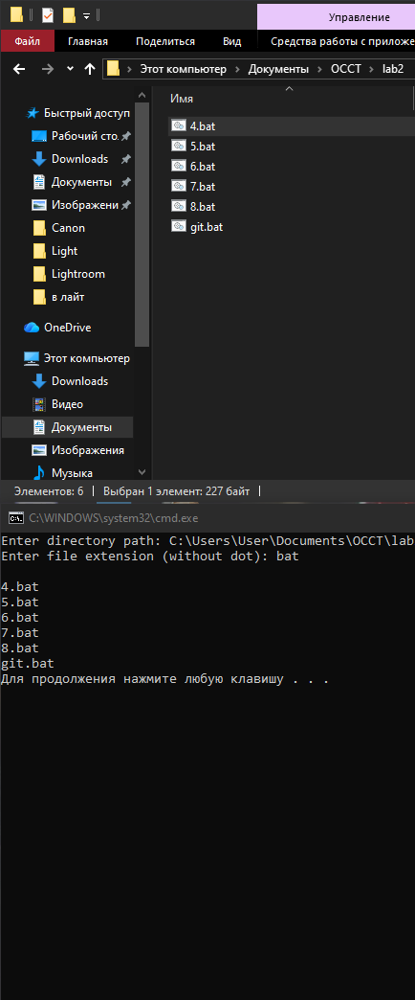 Управление
Файл
Главная
Поделиться
Вид
Средства работы с приложе
Этот компьютер > Документы > ОССТ > lab2
Имя
Быстрый доступ
Рабочий сто.
Downloads
Документы
Изображени
Canon
Light
Lightroom
в лайт
OneDrive
Этот компьютер
Downloads
Видео
Документы
Изображения
Музыка
4.bat
5.bat
6.bat
7.bat
8.bat
git.bat
Элементов: 6
Выбран 1 элемент: 227 байт
C:\WINDOWS\system32\cmd.exe
Enter directory path: C:\Users\User\Documents\ОССТ\lab
Enter file extension (without dot): bat
4.bat
5.bat
6.bat
7.bat
8.bat
git.bat
Для продолжения нажмите любую клавишу . . .